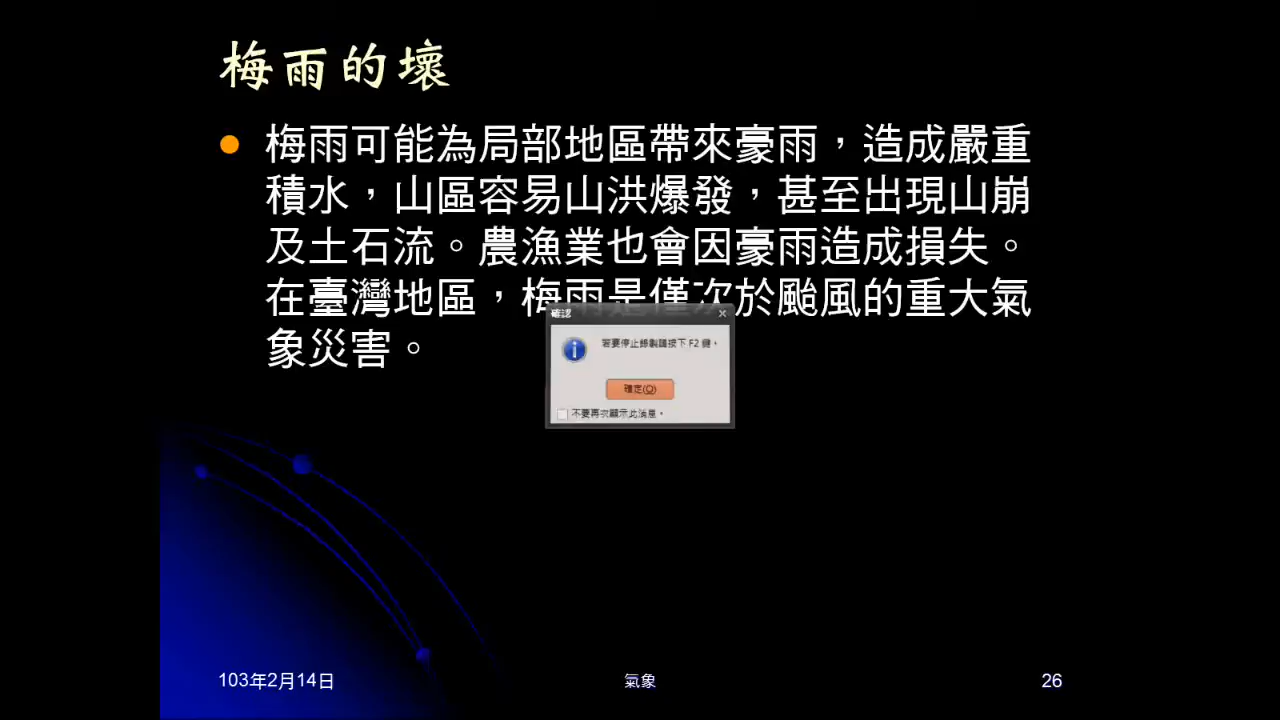 梅雨的壞
梅雨可能為局部地區帶來豪雨，造成嚴重
積水，山區容易山洪爆發，甚至出現山崩
及土石流。農漁業也會因豪雨造成損失。
在臺灣地區，梅雨是僅次於颱風的重大氣
象災害。
確認
若要停止錄製請按下 F2 鍵。
確定(O)
不要再次顯示此消息。
103年2月14日
氣象
26